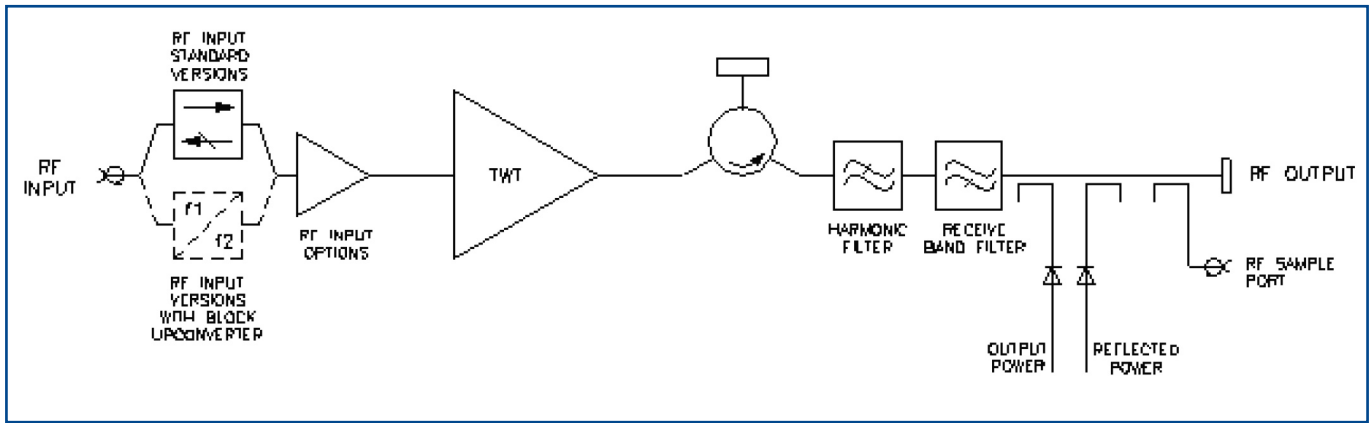 RF INPUT
STANDARD
VERSIONS
RF
INPUT
f1
f2
RF INPUT
VERSIONS
WITH BLOCK
UPCONVERTER
RF INPUT
OPTIONS
TWT
HARMONIC
FILTER
RECEIVE
BAND FILTER
RF OUTPUT
RF SAMPLE
PORT
OUTPUT
POWER
REFLECTED
POWER